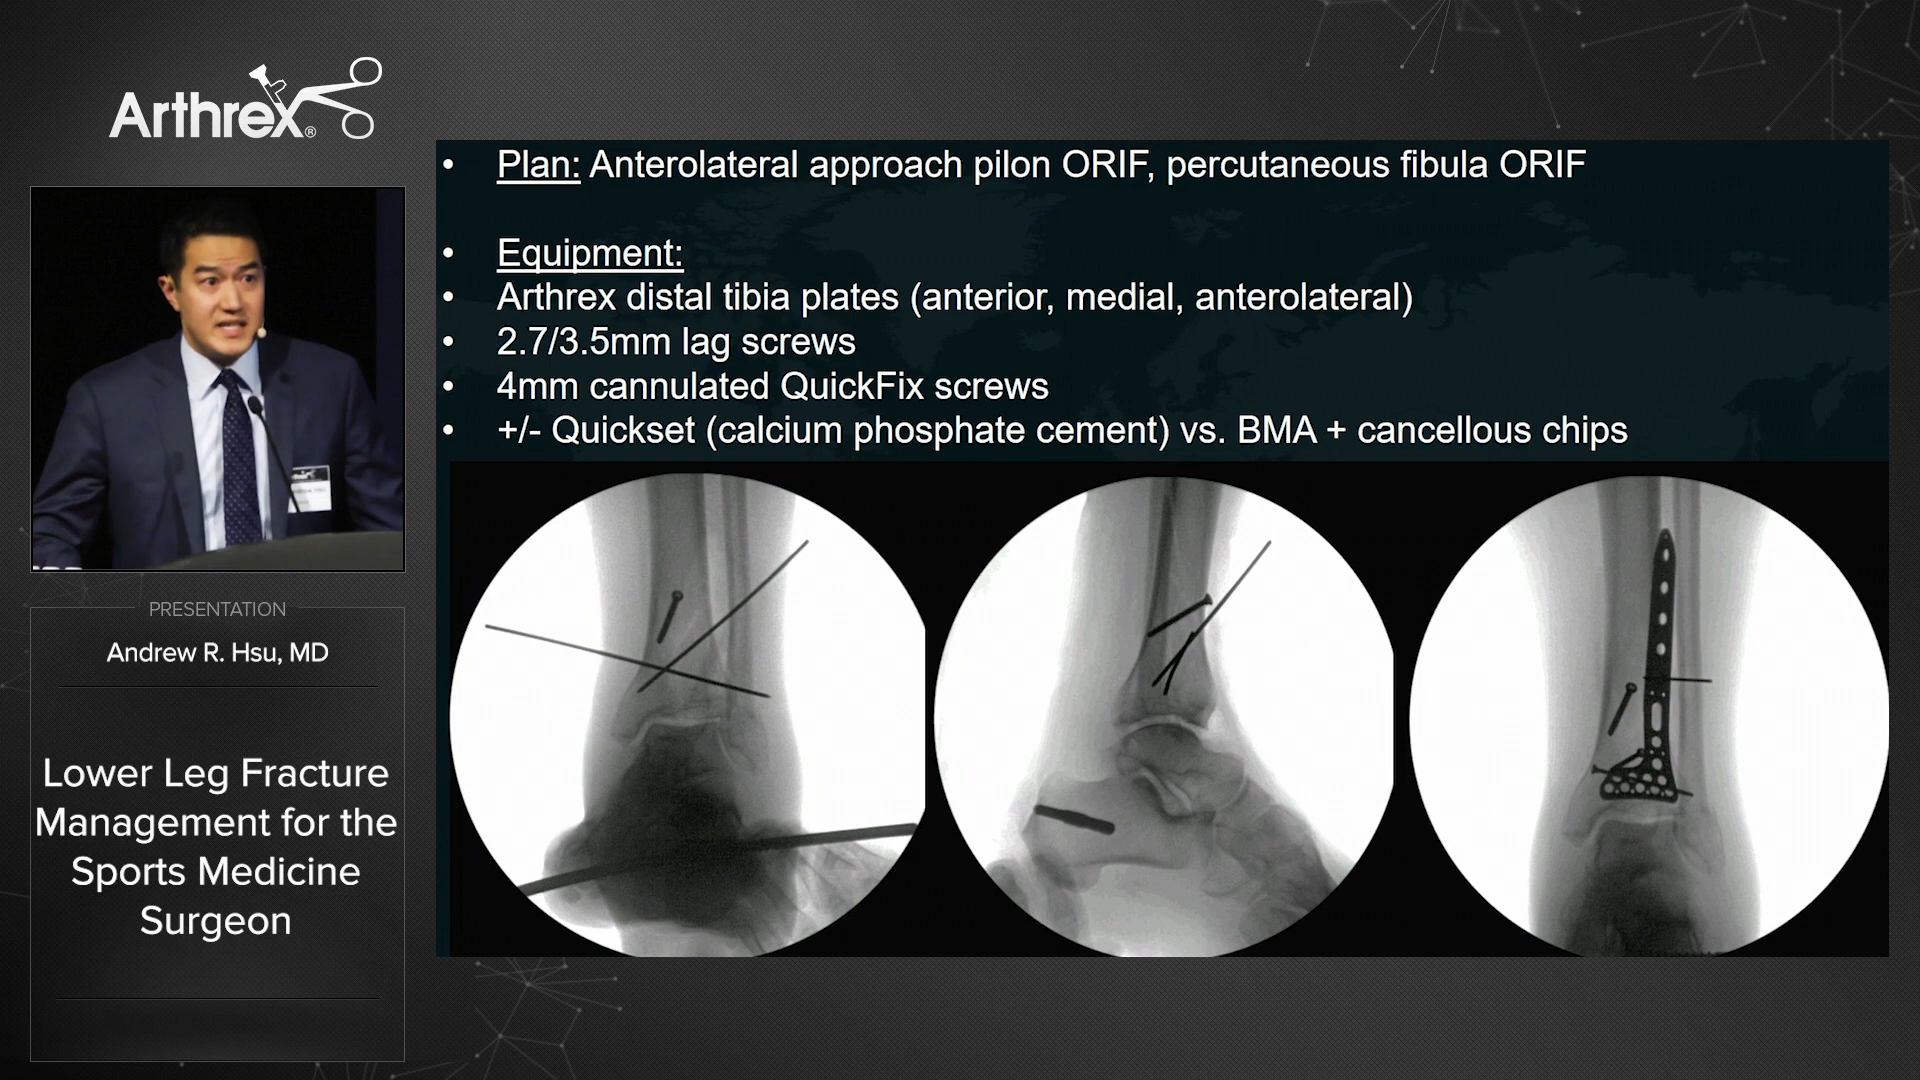 Arthrex®
• Plan: Anterolateral approach pilon ORIF, percutaneous fibula ORIF
• Equipment:
• Arthrex distal tibia plates (anterior, medial, anterolateral)
• 2.7/3.5mm lag screws
• 4mm cannulated QuickFix screws
• +/- Quickset (calcium phosphate cement) vs. BMA + cancellous chips
PRESENTATION
Andrew R. Hsu, MD
Lower Leg Fracture
Management for the
Sports Medicine
Surgeon